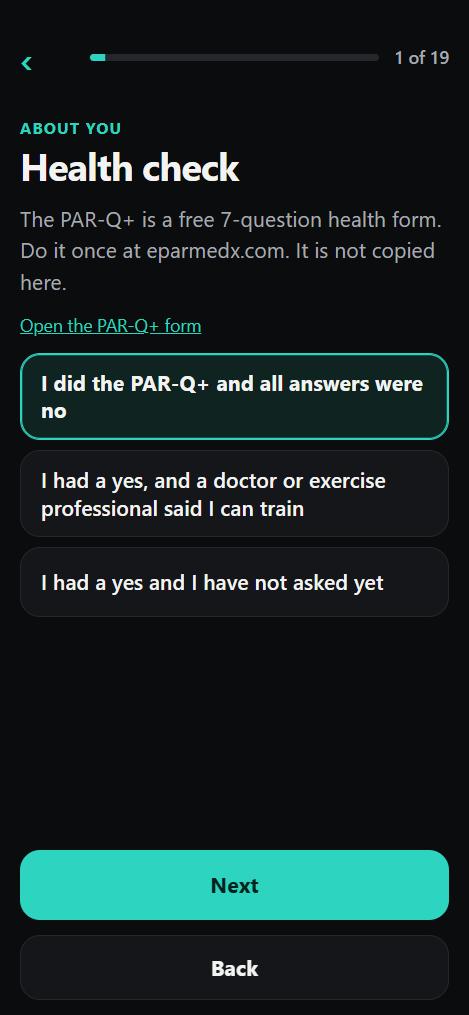 1 of 19
ABOUT YOU
Health check
The PAR-Q+ is a free 7-question health form.
Do it once at eparmedx.com. It is not copied
here.
Open the PAR-Q+ form
I did the PAR-Q+ and all answers were
no
I had a yes, and a doctor or exercise
professional said I can train
I had a yes and I have not asked yet
Next
Back